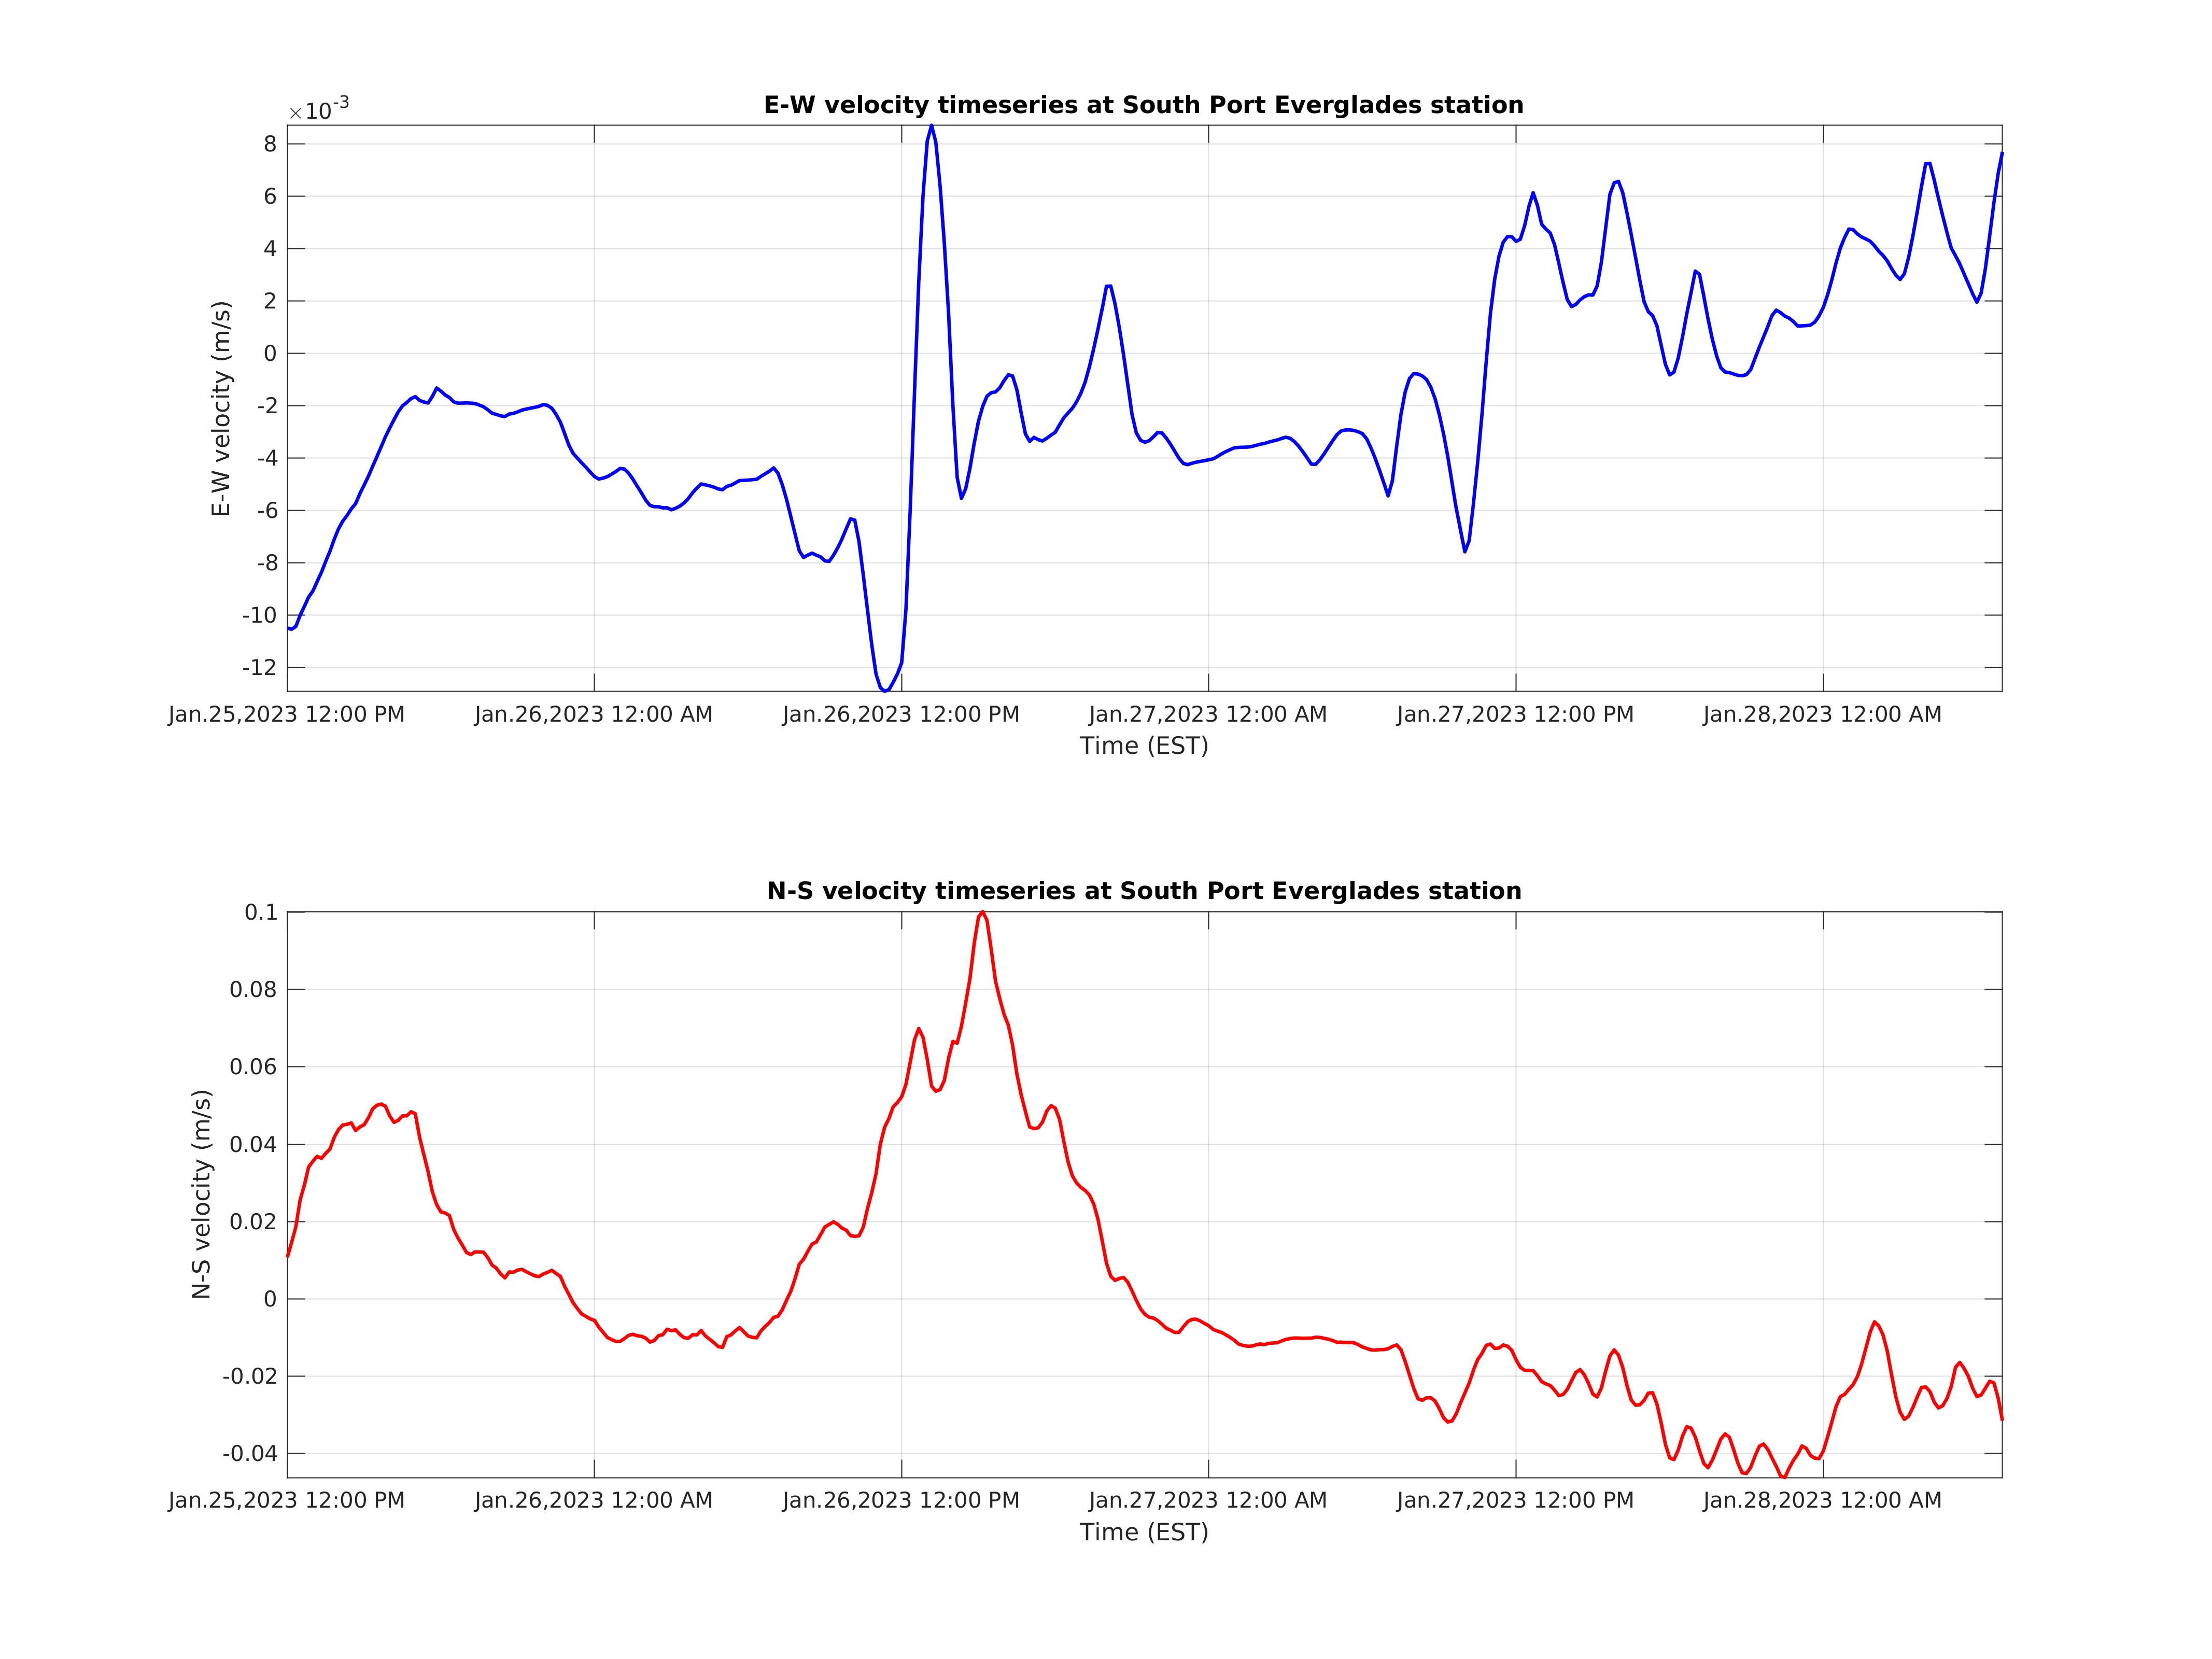 E-W velocity timeseries at South Port Everglades station
×10-3
8
6
4
2
0
-2
-4
-6
-8
-10
-12
E-W velocity (m/s)
Jan.25,2023 12:00 PM Jan.26,2023 12:00 AM Jan.26,2023 12:00 PM Jan.27,2023 12:00 AM Jan.27,2023 12:00 PM Jan.28,2023 12:00 AM
Time (EST)
N-S velocity timeseries at South Port Everglades station
0.1
0.08
0.06
0.04
0.02
0
-0.02
-0.04
N-S velocity (m/s)
Jan.25,2023 12:00 PM Jan.26,2023 12:00 AM Jan.26,2023 12:00 PM Jan.27,2023 12:00 AM Jan.27,2023 12:00 PM Jan.28,2023 12:00 AM
Time (EST)